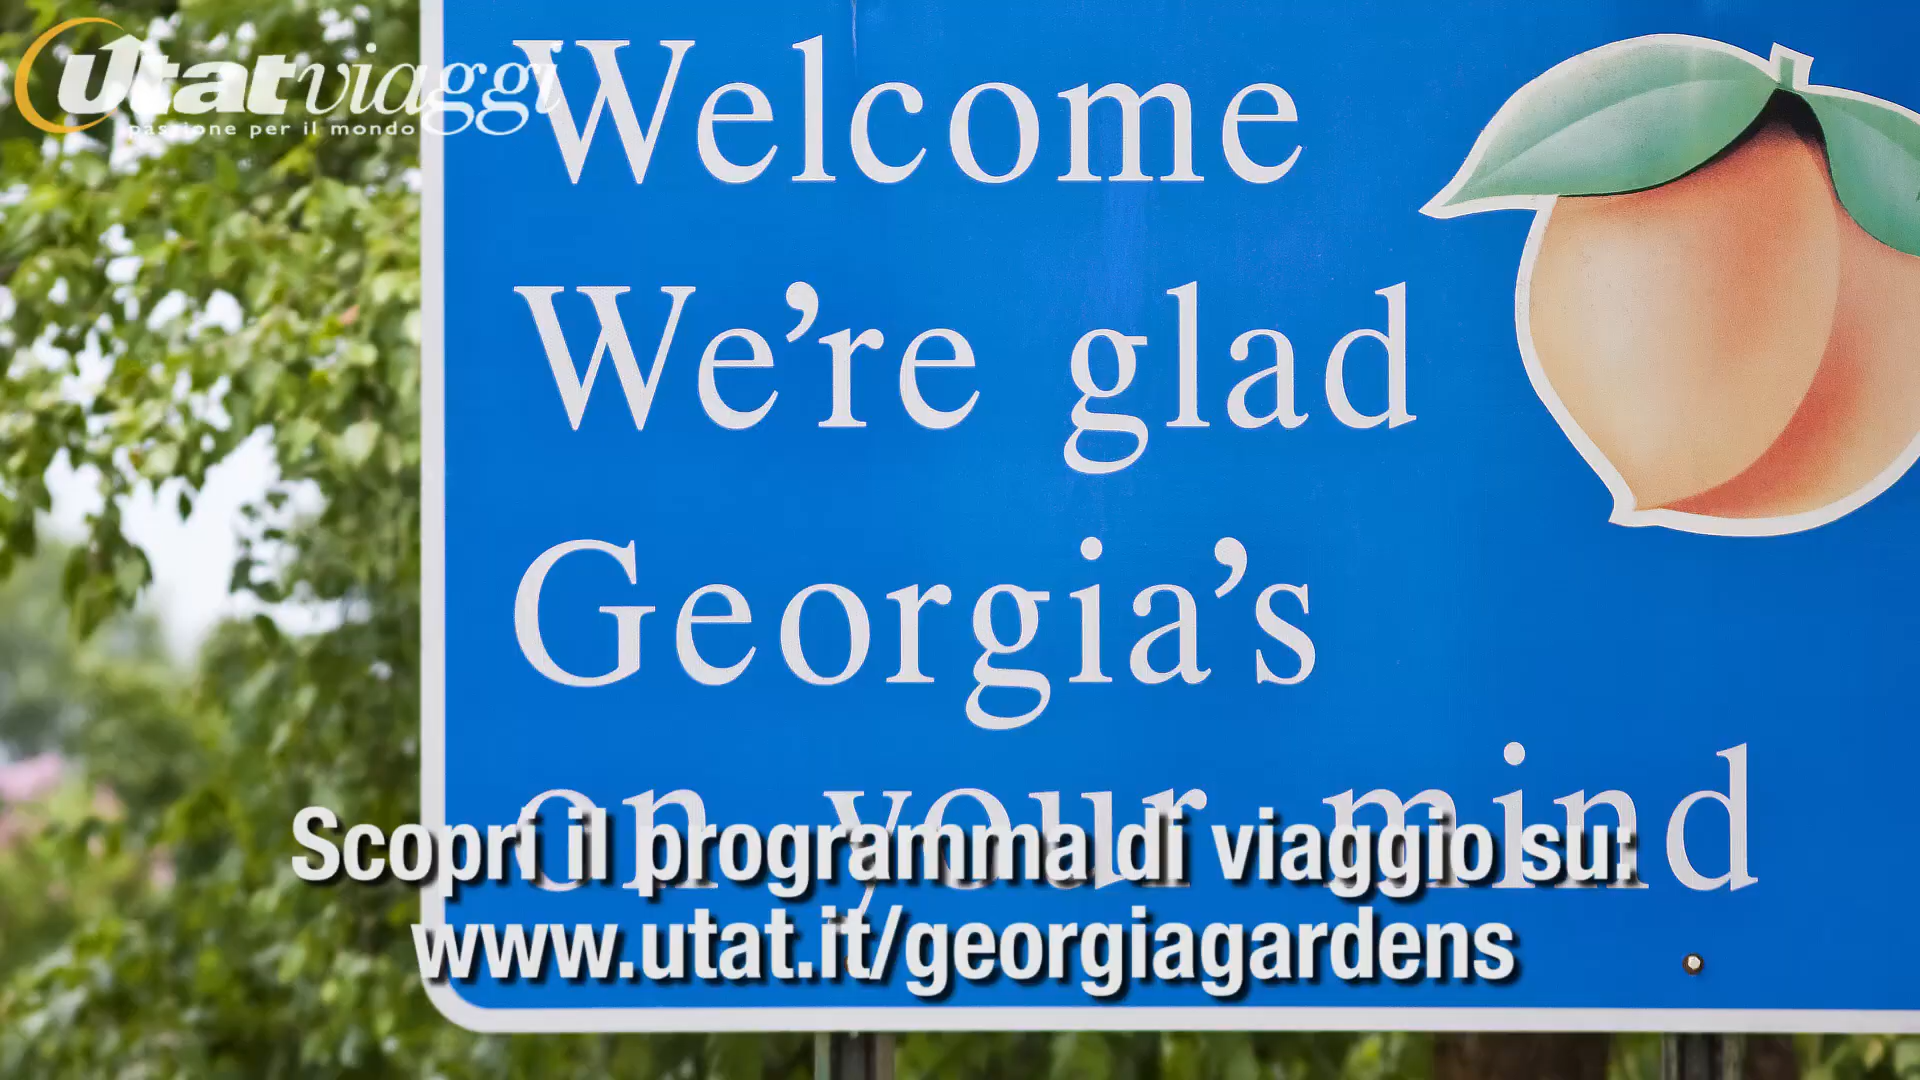 Utatviaggi
passione per il mondo
Welcome
We're glad
Georgia's
on your mind
Scopri il programma di viaggio su:
www.utat.it/georgiagardens